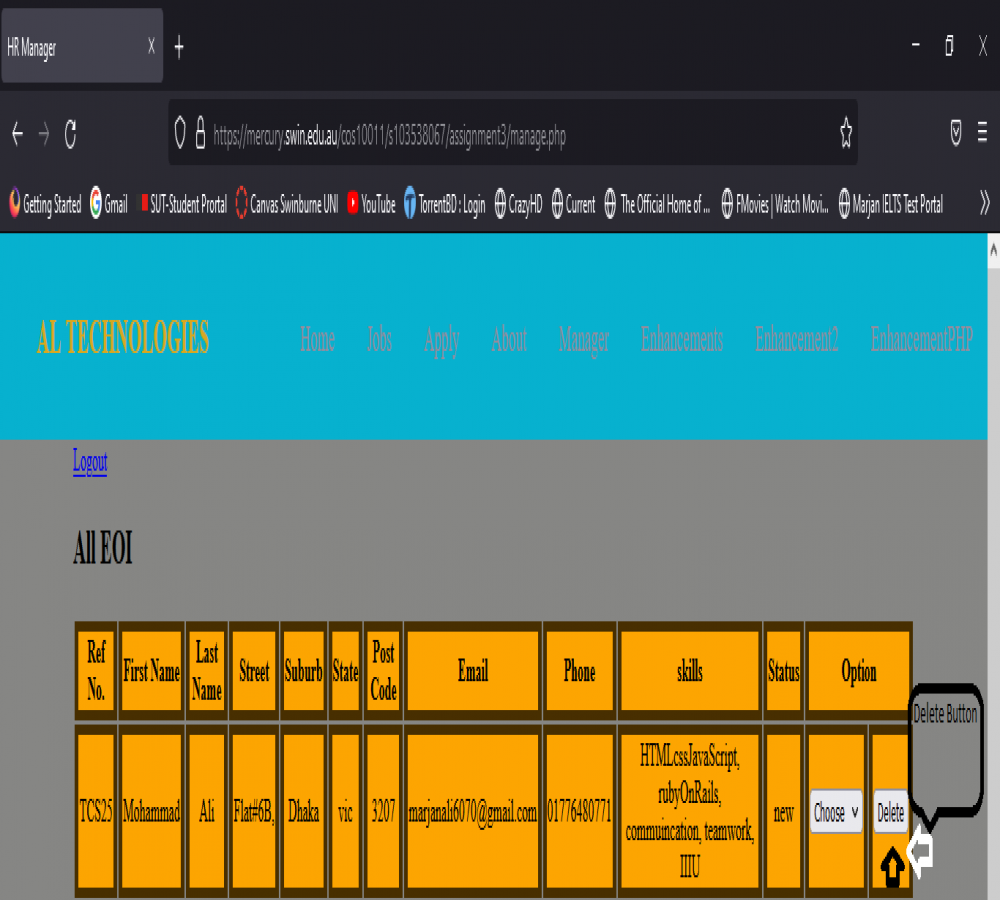 HR Manager
https://mercury.swin.edu.au/cos10011/s103538067/assignment3/manage.php
Getting Started Gmail SUT-Student Portal Canvas Swinburne UNI YouTube TorrentBD : Login CrazyHD Current The Official Home of ... FMovies | Watch Movi... Marjan IELTS Test Portal
AL TECHNOLOGIES Home Jobs Apply About Manager Enhancements Enhancement2 EnhancementPHP
Logout
All EOI
Ref No. First Name Last Name Street Suburb State Post Code Email Phone skills Status Option
Delete Button
TCS25 Mohammad Ali Flat#6B, Dhaka vic 3207 marjanali6070@gmail.com 01776480771 HTMLcssJavaScript, rubyOnRails, commuincation, teamwork, IIIU new Choose Delete